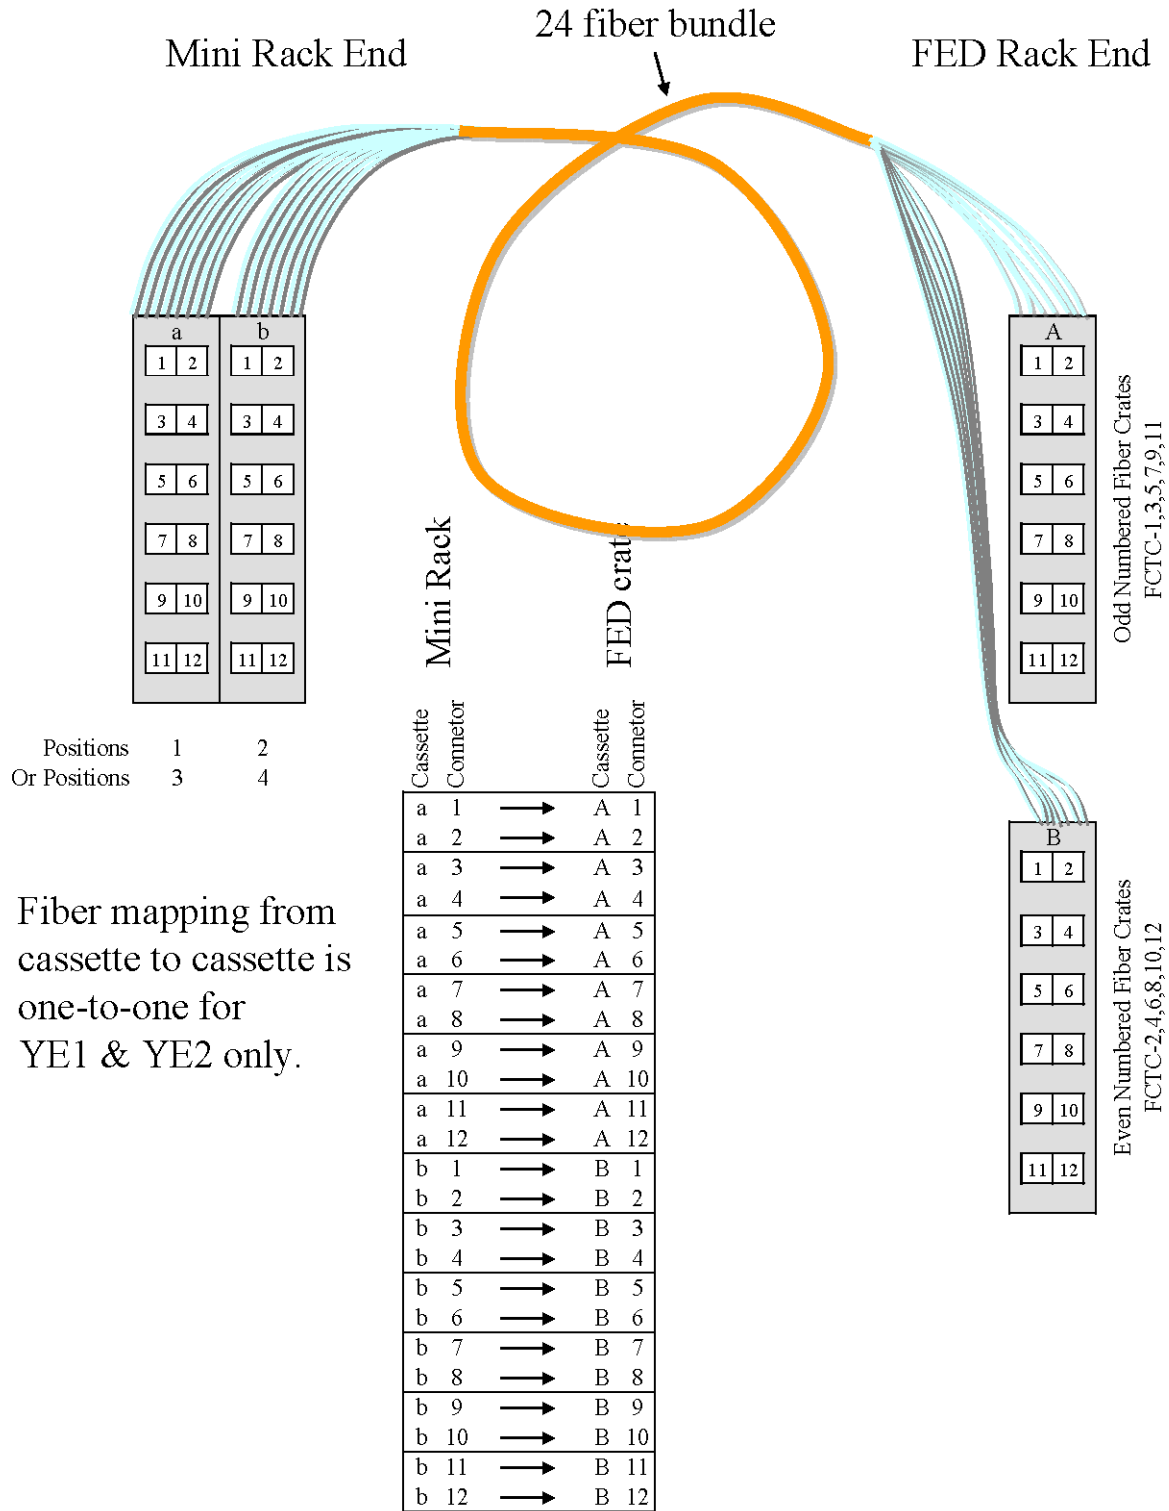 24 fiber bundle
Mini Rack End
FED Rack End
a b
1 2 1 2
3 4 3 4
5 6 5 6
7 8 7 8
9 10 9 10
11 12 11 12
Positions 1 2
Or Positions 3 4
A
1 2
3 4
5 6
7 8
9 10
11 12
Odd Numbered Fiber Crates
FCTC-1,3,5,7,9,11
B
1 2
3 4
5 6
7 8
9 10
11 12
Even Numbered Fiber Crates
FCTC-2,4,6,8,10,12
Fiber mapping from
cassette to cassette is
one-to-one for
YE1 & YE2 only.
Mini Rack
FED crate
Cassette
Connetor
Cassette
Connetor
a 1 A 1
a 2 A 2
a 3 A 3
a 4 A 4
a 5 A 5
a 6 A 6
a 7 A 7
a 8 A 8
a 9 A 9
a 10 A 10
a 11 A 11
a 12 A 12
b 1 B 1
b 2 B 2
b 3 B 3
b 4 B 4
b 5 B 5
b 6 B 6
b 7 B 7
b 8 B 8
b 9 B 9
b 10 B 10
b 11 B 11
b 12 B 12